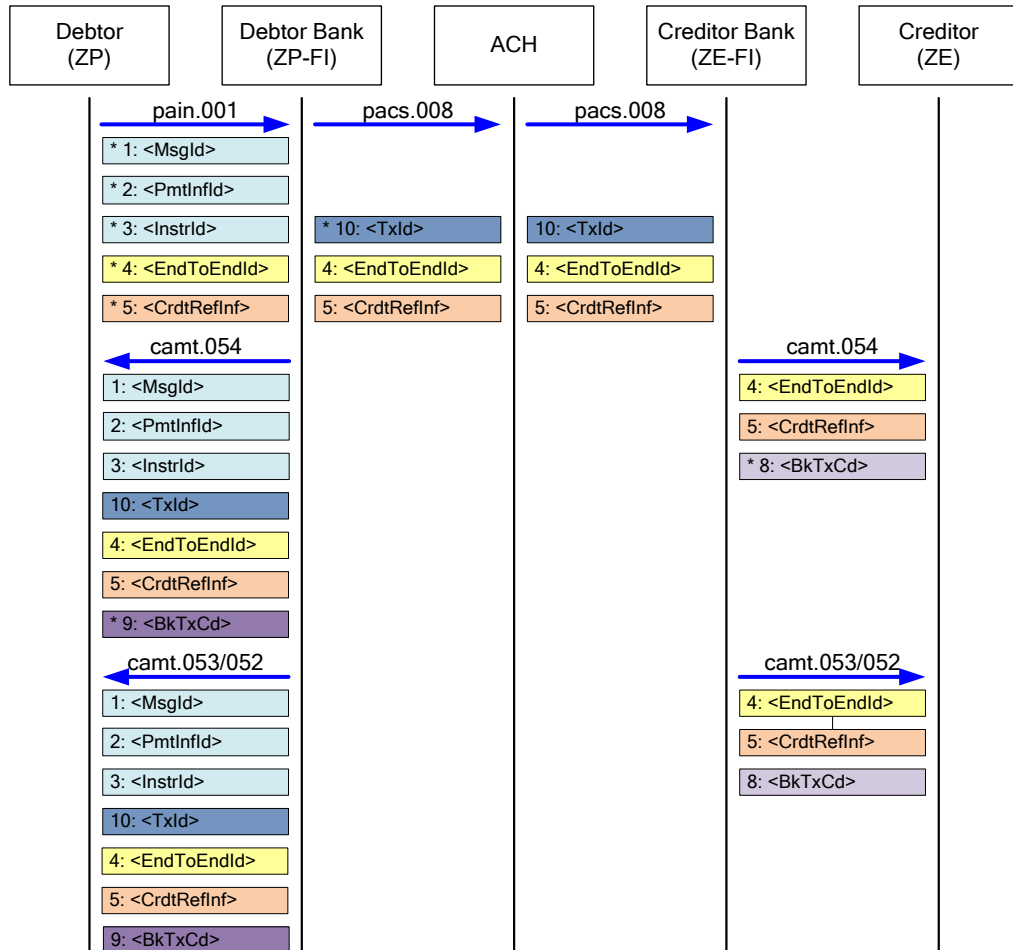 Debtor
(ZP)
Debtor Bank
(ZP-FI)
ACH
Creditor Bank
(ZE-FI)
Creditor
(ZE)
pain.001
pacs.008
pacs.008
* 1: <MsgId>
* 2: <PmtInfId>
* 3: <InstrId>
* 10: <TxId>
10: <TxId>
* 4: <EndToEndId>
4: <EndToEndId>
4: <EndToEndId>
* 5: <CrdtRefInf>
5: <CrdtRefInf>
5: <CrdtRefInf>
camt.054
camt.054
1: <MsgId>
4: <EndToEndId>
2: <PmtInfId>
5: <CrdtRefInf>
3: <InstrId>
* 8: <BkTxCd>
10: <TxId>
4: <EndToEndId>
5: <CrdtRefInf>
* 9: <BkTxCd>
camt.053/052
camt.053/052
1: <MsgId>
4: <EndToEndId>
2: <PmtInfId>
5: <CrdtRefInf>
3: <InstrId>
8: <BkTxCd>
10: <TxId>
4: <EndToEndId>
5: <CrdtRefInf>
9: <BkTxCd>